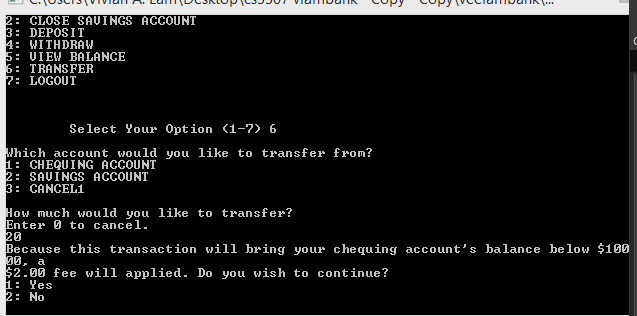 C:\Users\Vivian A. Lam\Desktop\cs3307 vlambank - Copy - Copy\veelambank\...
2: CLOSE SAVINGS ACCOUNT
3: DEPOSIT
4: WITHDRAW
5: VIEW BALANCE
6: TRANSFER
7: LOGOUT
Select Your Option (1-7) 6
Which account would you like to transfer from?
1: CHEQUING ACCOUNT
2: SAVINGS ACCOUNT
3: CANCEL1
How much would you like to transfer?
Enter 0 to cancel.
20
Because this transaction will bring your chequing account's balance below $100
00, a
$2.00 fee will applied. Do you wish to continue?
1: Yes
2: No